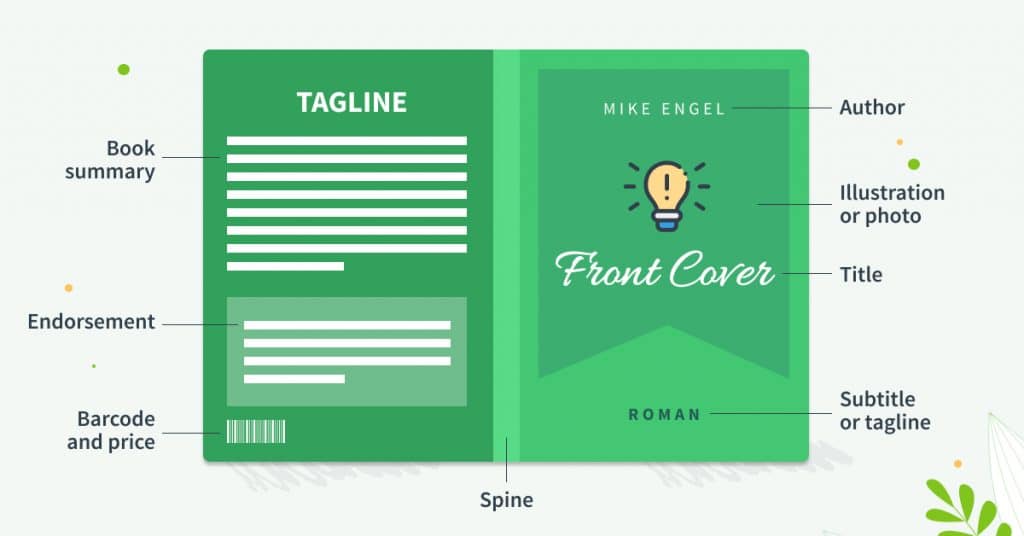 TAGLINE
Book
summary
Endorsement
Barcode
and price
Spine
MIKE ENGEL
Author
Illustration
or photo
Front Cover
Title
ROMAN
Subtitle
or tagline